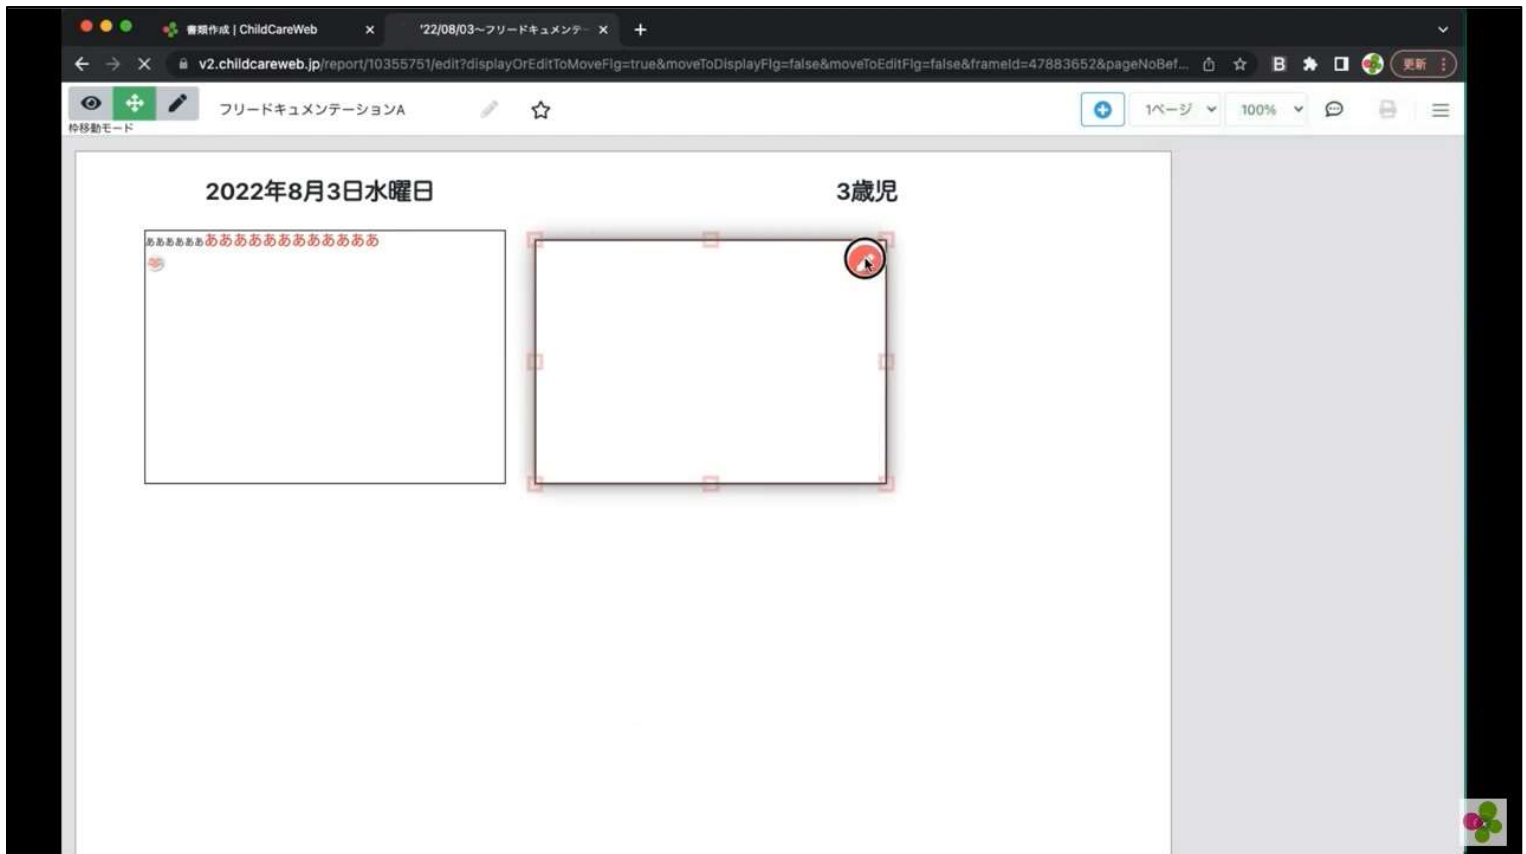 書類作成 | ChildCareWeb
'22/08/03〜フリードキュメンテ
v2.childcareweb.jp/report/10355751/edit?displayOrEditToMoveFlg=true&moveToDisplayFlg=false&moveToEditFlg=false&frameId=47883652&pageNoBef...
B
更新
フリードキュメンテーションA
1ページ
100%
枠移動モード
2022年8月3日水曜日
3歳児
ああああああああああああああああああ